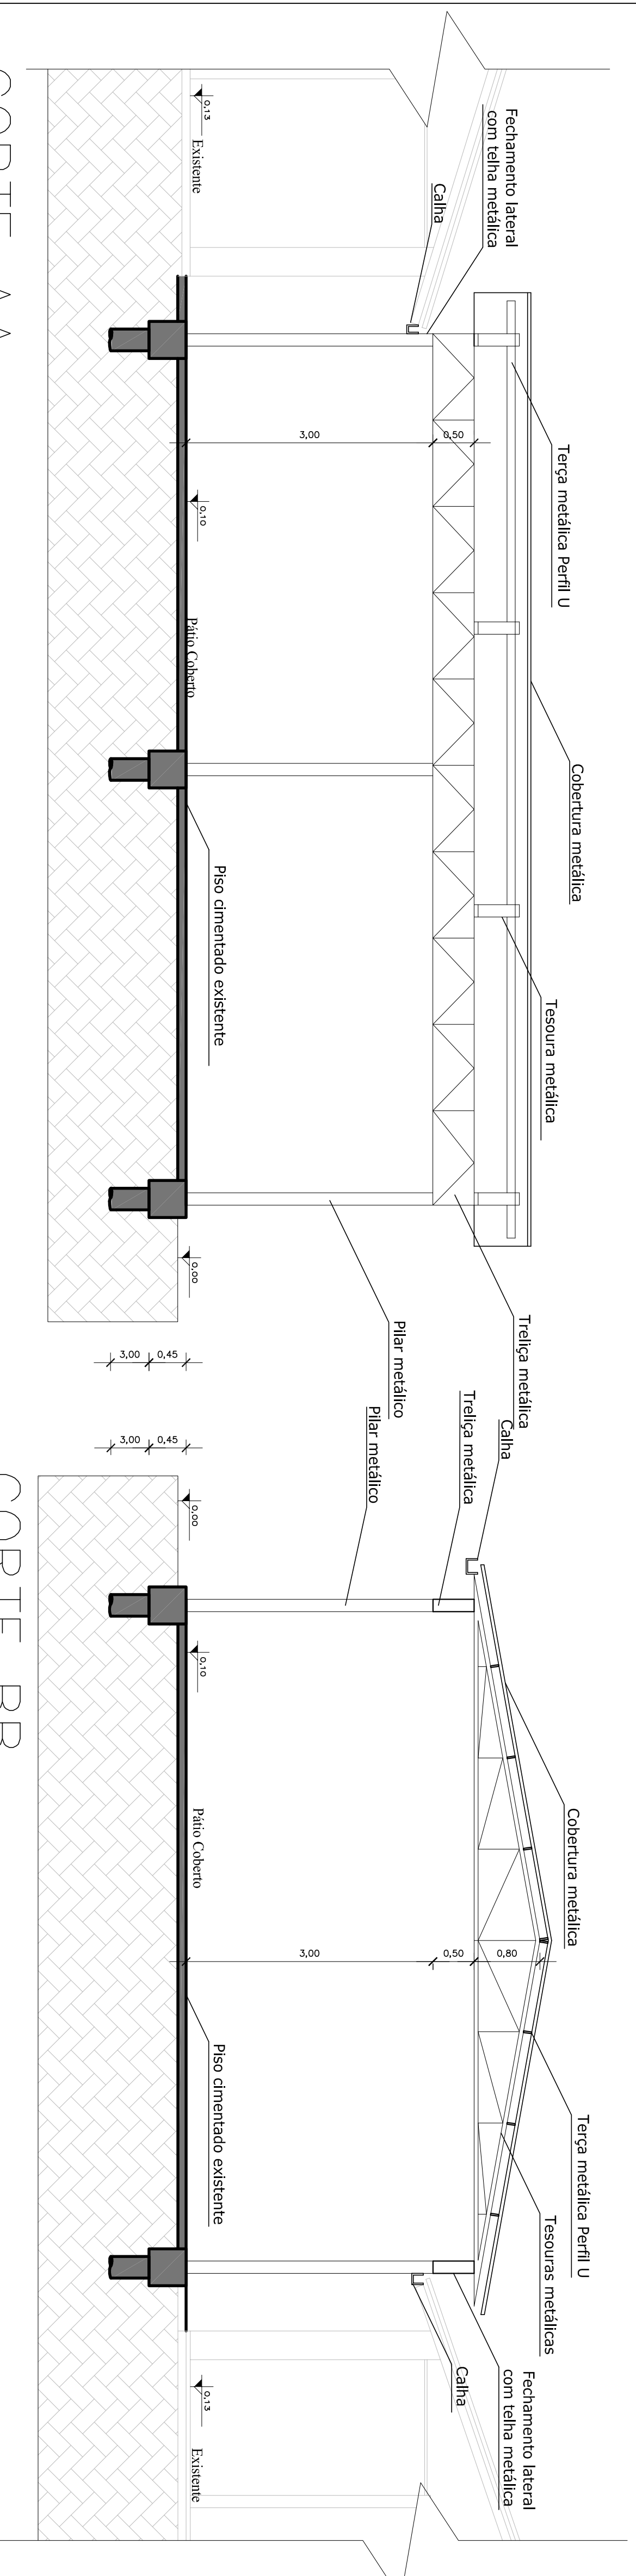 Fechamento lateral
com telha metálica
Calha
0,13
Existente
Terça metálica Perfil U
Cobertura metálica
Tesoura metálica
3,00
0,50
0,10
Pátio Coberto
Piso cimentado existente
0,00
Treliça metálica
Pilar metálico
3,00
0,45
CORTE AA
Calha
Treliça metálica
Pilar metálico
3,00
0,45
0,00
0,10
Pátio Coberto
Cobertura metálica
3,00
0,50
0,80
Terça metálica Perfil U
Tesouras metálicas
Piso cimentado existente
Fechamento lateral
com telha metálica
Calha
0,13
Existente
CORTE BB